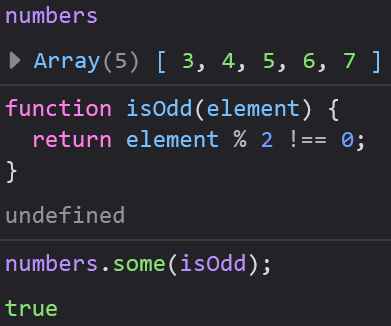 numbers
▶ Array(5) [ 3, 4, 5, 6, 7 ]
function isOdd(element) {
  return element % 2 !== 0;
}
undefined
numbers.some(isOdd);
true